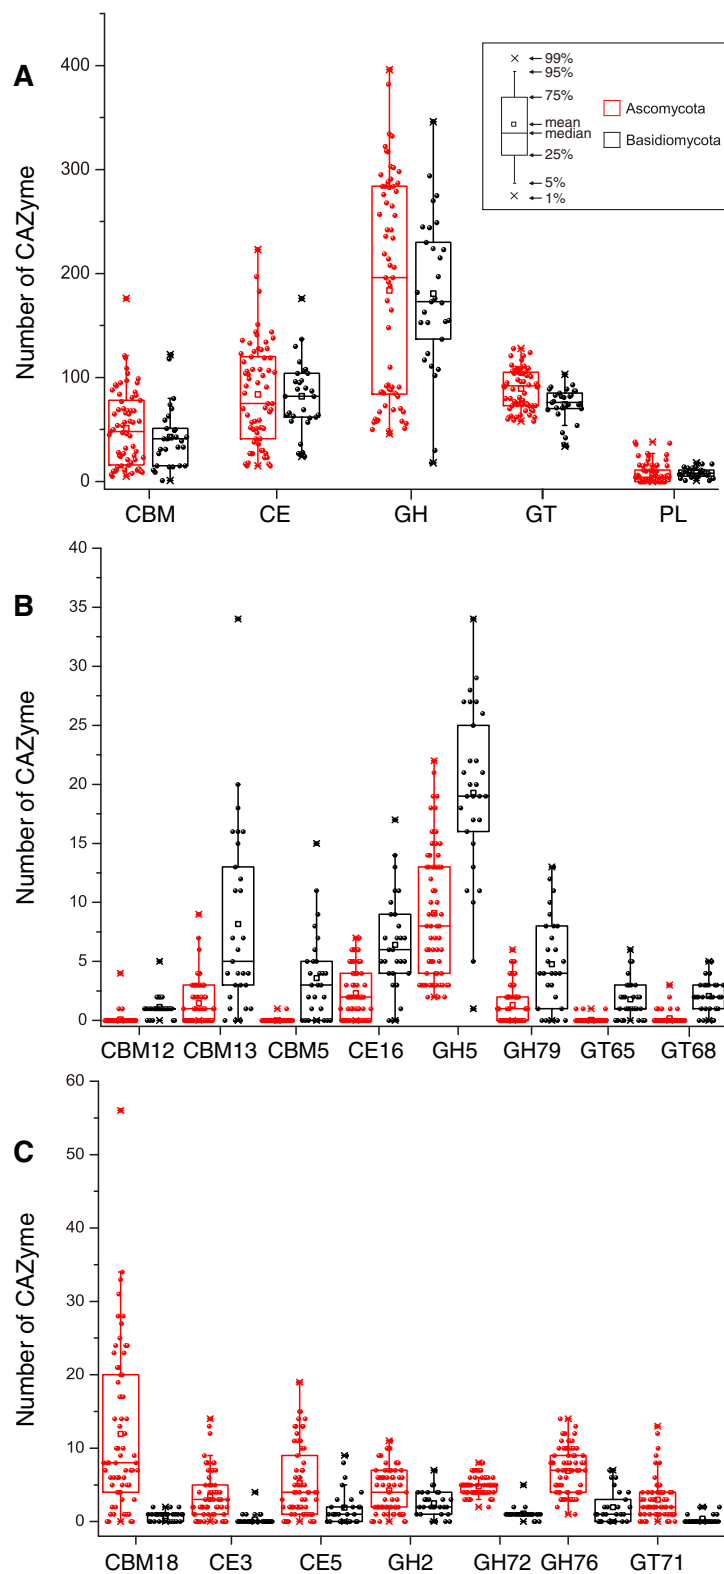 A
Number of CAZyme
400
300
200
100
0
99%
95%
75%
mean
median
25%
5%
1%
Ascomycota
Basidiomycota
CBM CE GH GT PL
B
Number of CAZyme
40
35
30
25
20
15
10
5
0
CBM12 CBM13 CBM5 CE16 GH5 GH79 GT65 GT68
C
Number of CAZyme
60
50
40
30
20
10
0
CBM18 CE3 CE5 GH2 GH72 GH76 GT71